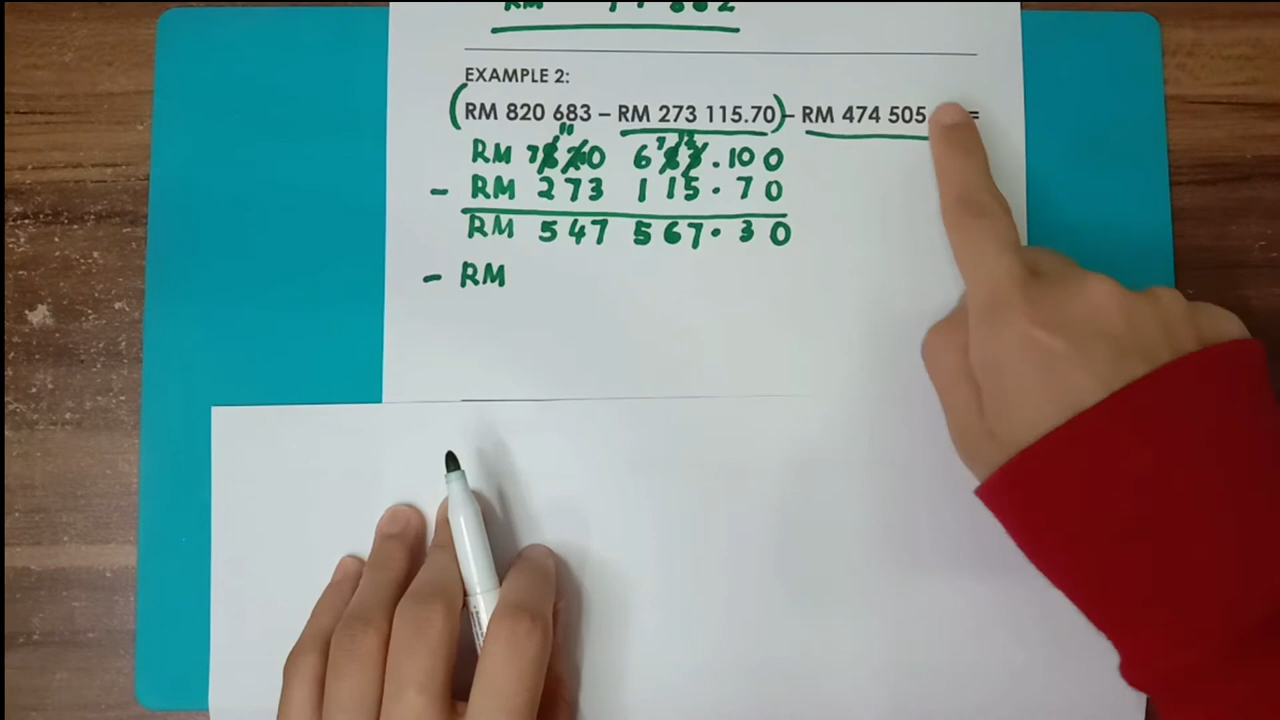 EXAMPLE 2:
(RM 820 683 – RM 273 115.70) – RM 474 505 =
RM 820 683.100
- RM 273 115.70
RM 547 567.30
- RM